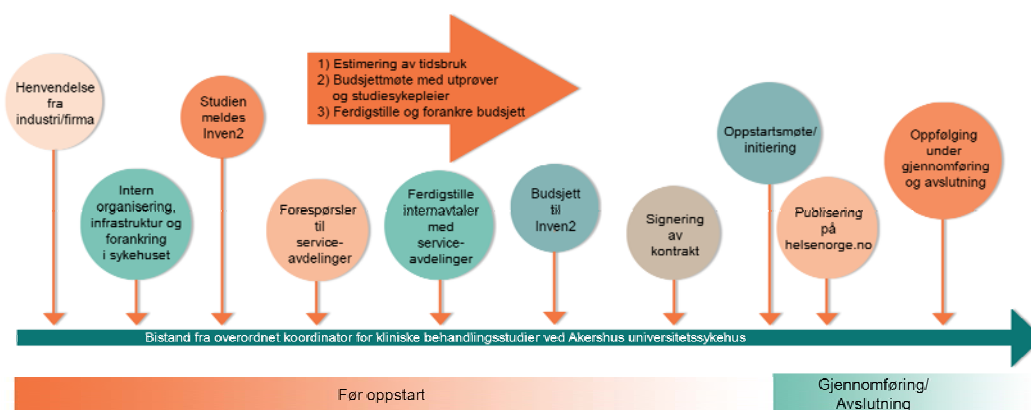 Henvendelse
fra
industri/firma
Intern
organisering,
infrastruktur og
forankring
i sykehuset
Studien
meldes
Inven2
1) Estimering av tidsbruk
2) Budsjettmøte med utprøver
og studiesykepleier
3) Ferdigstille og forankre budsjett
Forespørsler
til
service-
avdelinger
Ferdigstille
internavtaler
med
service-
avdelinger
Budsjett
til
Inven2
Signering
av
kontrakt
Oppstartsmøte/
initiering
Publisering
på
helsenorge.no
Oppfølging
under
gjennomføring
og avslutning
Bistand fra overordnet koordinator for kliniske behandlingsstudier ved Akershus universitetssykehus
Før oppstart
Gjennomføring/
Avslutning